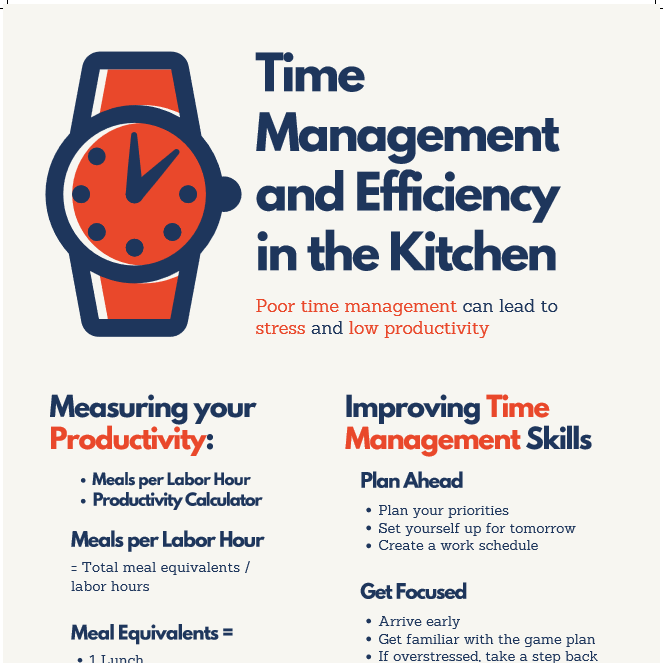 Time
Management
and Efficiency
in the Kitchen
Poor time management can lead to
stress and low productivity
Measuring your
Productivity:
• Meals per Labor Hour
• Productivity Calculator
Meals per Labor Hour
= Total meal equivalents /
labor hours
Meal Equivalents =
• 1 Lunch
Improving Time
Management Skills
Plan Ahead
• Plan your priorities
• Set yourself up for tomorrow
• Create a work schedule
Get Focused
• Arrive early
• Get familiar with the game plan
• If overstressed, take a step back